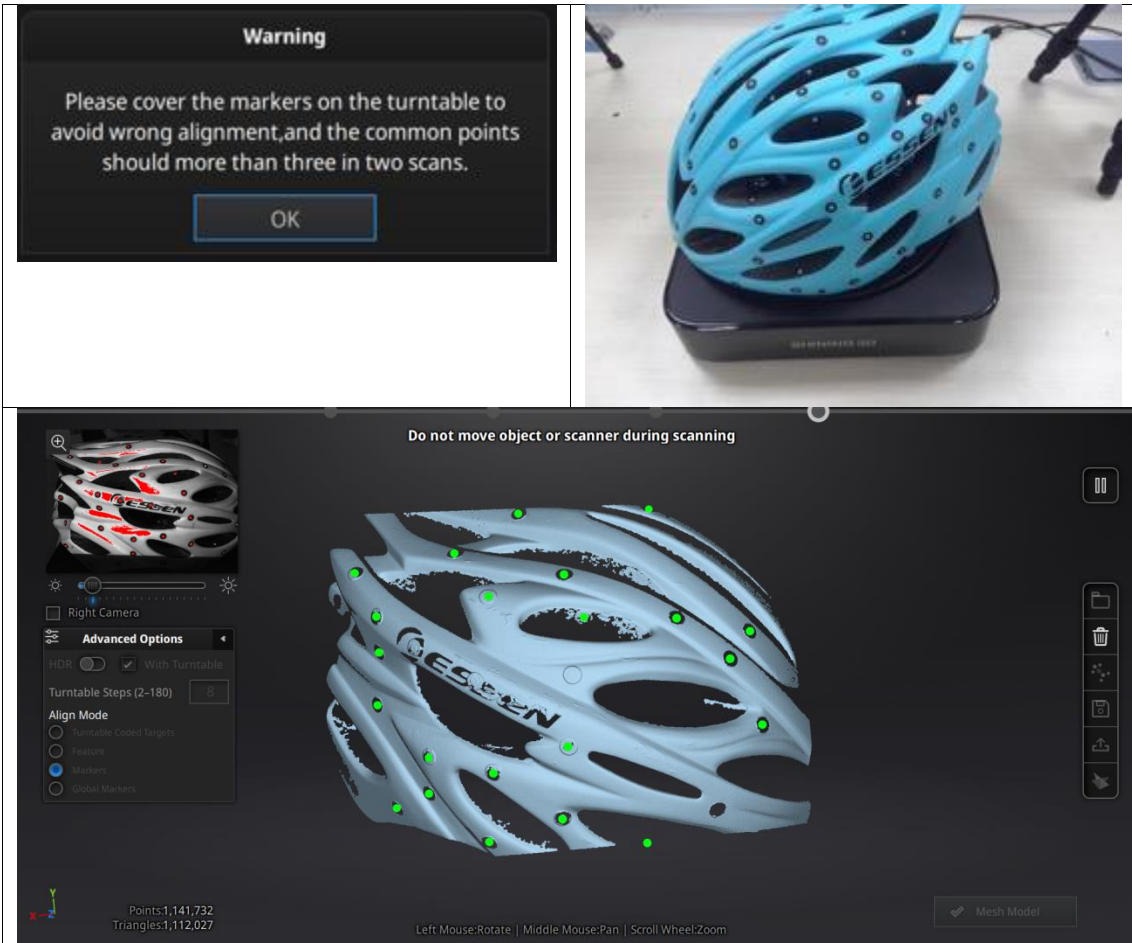 Warning
Please cover the markers on the turntable to
avoid wrong alignment,and the common points
should more than three in two scans.
OK
ESSEN
Do not move object or scanner during scanning
ESSEN
Right Camera
Advanced Options
HDR
With Turntable
Turntable Steps (2-180)
8
Align Mode
Turntable Coded Targets
Feature
Markers
Global Markers
ESSEN
Y
X
Z
Points:1,141,732
Triangles:1,112,027
Left Mouse:Rotate | Middle Mouse:Pan | Scroll Wheel:Zoom
Mesh Model